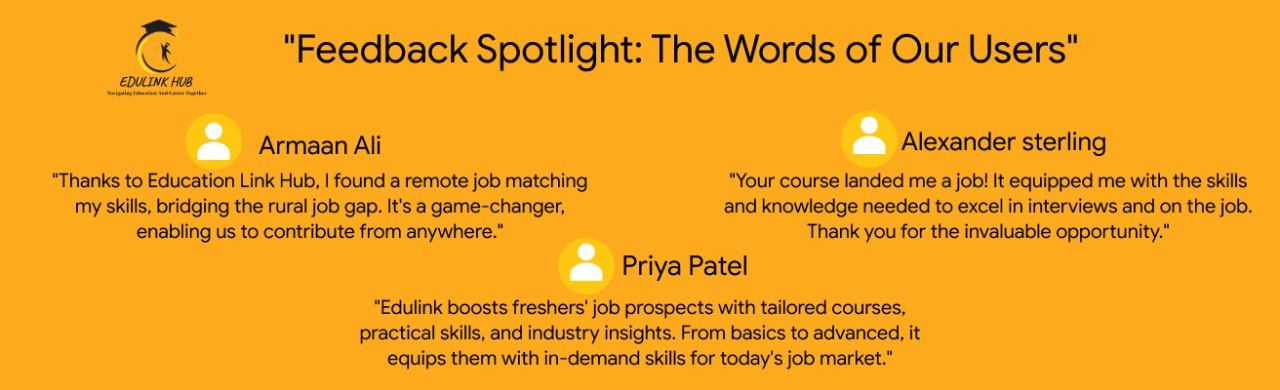 "Feedback Spotlight: The Words of Our Users"
EDULINK HUB
Navigating Education And Career Together
Armaan Ali
"Thanks to Education Link Hub, I found a remote job matching
my skills, bridging the rural job gap. It's a game-changer,
enabling us to contribute from anywhere."
Alexander sterling
"Your course landed me a job! It equipped me with the skills
and knowledge needed to excel in interviews and on the job.
Thank you for the invaluable opportunity."
Priya Patel
"Edulink boosts freshers' job prospects with tailored courses,
practical skills, and industry insights. From basics to advanced, it
equips them with in-demand skills for today's job market."